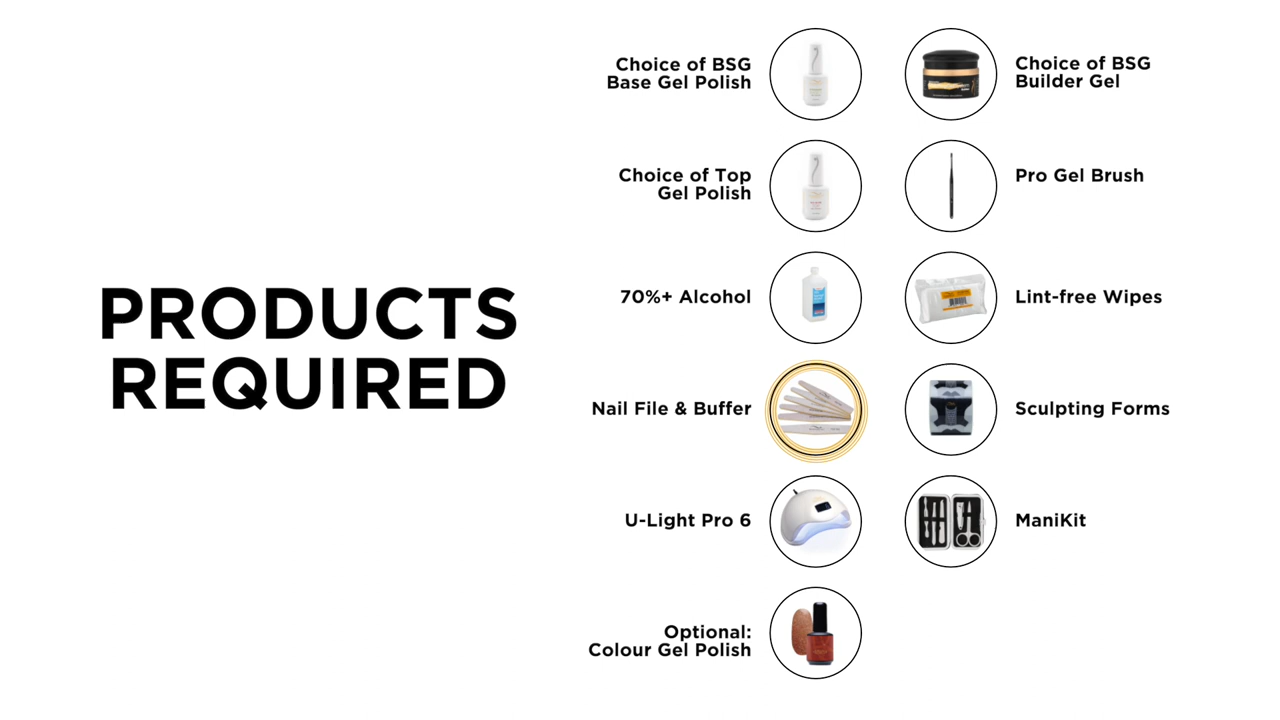 PRODUCTS
REQUIRED
Choice of BSG
Base Gel Polish
Choice of BSG
Builder Gel
Choice of Top
Gel Polish
Pro Gel Brush
70%+ Alcohol
Lint-free Wipes
Nail File & Buffer
Sculpting Forms
U-Light Pro 6
ManiKit
Optional:
Colour Gel Polish